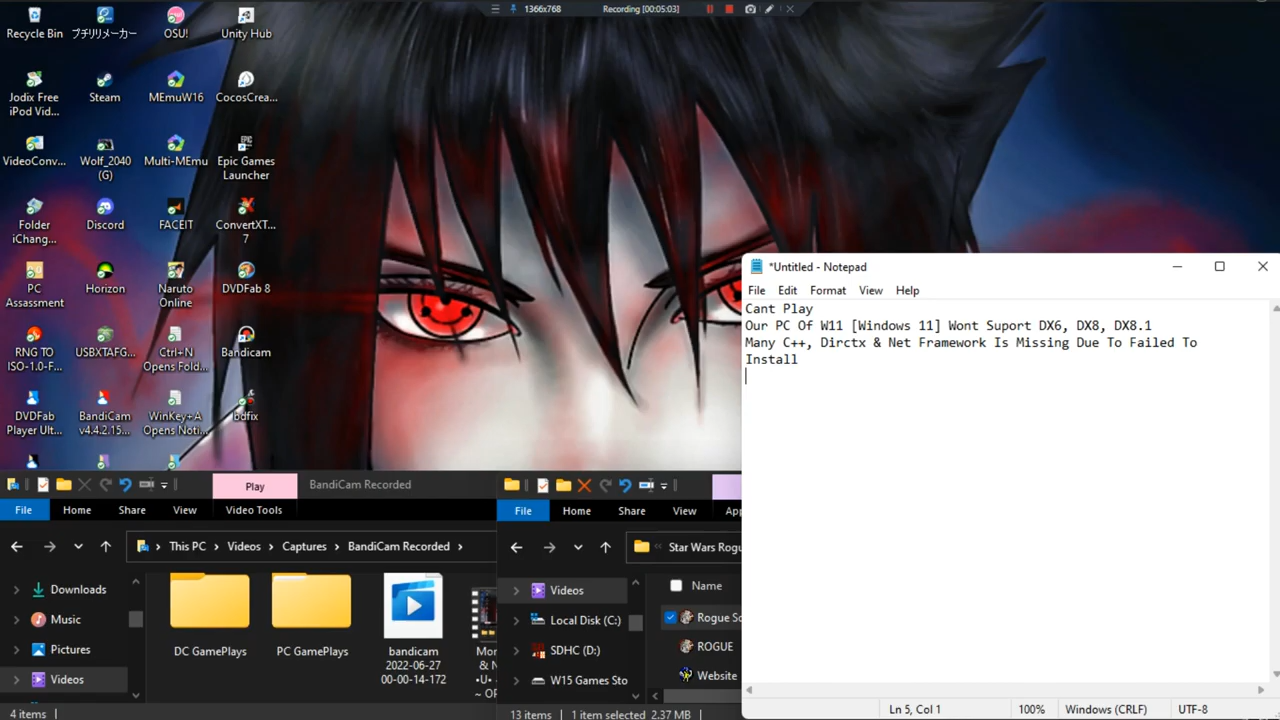 1366x768
Recording [00:05:03]
Recycle Bin
プチリメーカー
OSU!
Unity Hub
Jodix Free iPod Vid...
Steam
MEmuW16
CocosCrea...
VideoConv...
Wolf_2040 (G)
Multi-MEmu
Epic Games Launcher
Folder iChang...
Discord
FACEIT
ConvertXT... 7
PC Assassment
Horizon
Naruto Online
DVDFab 8
RNG TO ISO-1.0-F...
USBXTAFG...
Ctrl+N Opens Fold...
Bandicam
DVDFab Player Ult...
BandiCam v4.4.2.15...
WinKey+A Opens Noti...
bdfix
*Untitled - Notepad
File Edit Format View Help
Cant Play
Our PC Of W11 [Windows 11] Wont Suport DX6, DX8, DX8.1
Many C++, Dirctx & Net Framework Is Missing Due To Failed To
Install
Ln 5, Col 1 100% Windows (CRLF) UTF-8
Play BandiCam Recorded
File Home Share View Video Tools
This PC > Videos > Captures > BandiCam Recorded >
Downloads
Music
Pictures
Videos
DC GamePlays
PC GamePlays
bandicam
2022-06-27
00-00-14-172
4 items
File Home Share View
Star Wars Rogu
Name
Videos
Local Disk (C:)
SDHC (D:)
W15 Games Sto
Rogue Sc
ROGUE
Website
13 items 1 item selected 2.37 MB